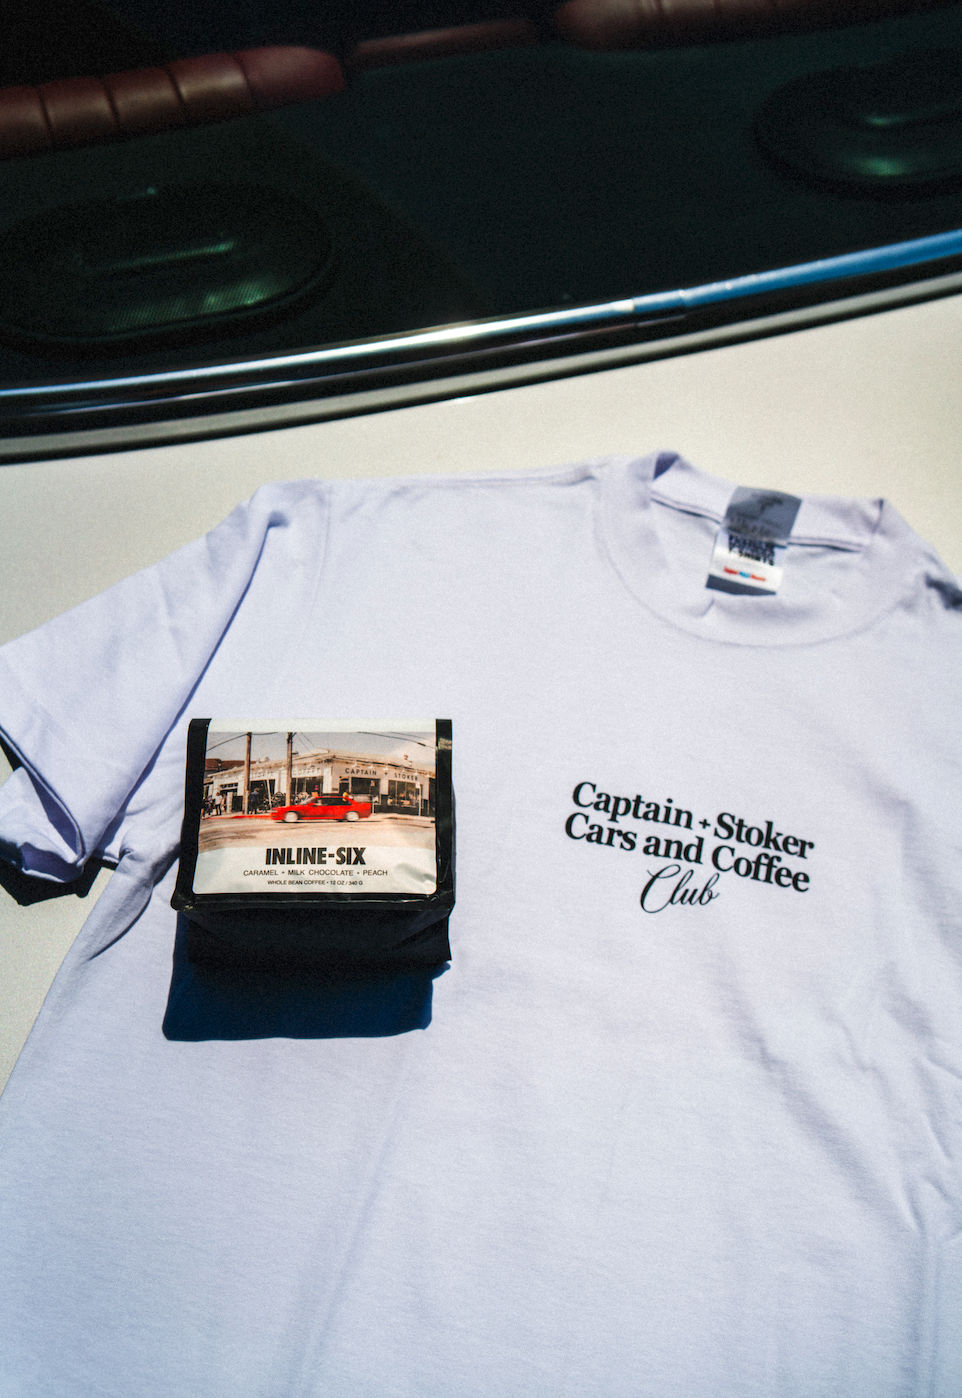 CAPTAIN + STOKER
INLINE-SIX
CARAMEL + MILK CHOCOLATE + PEACH
WHOLE BEAN COFFEE • 12 OZ / 340 G
Captain + Stoker
Cars and Coffee
Club